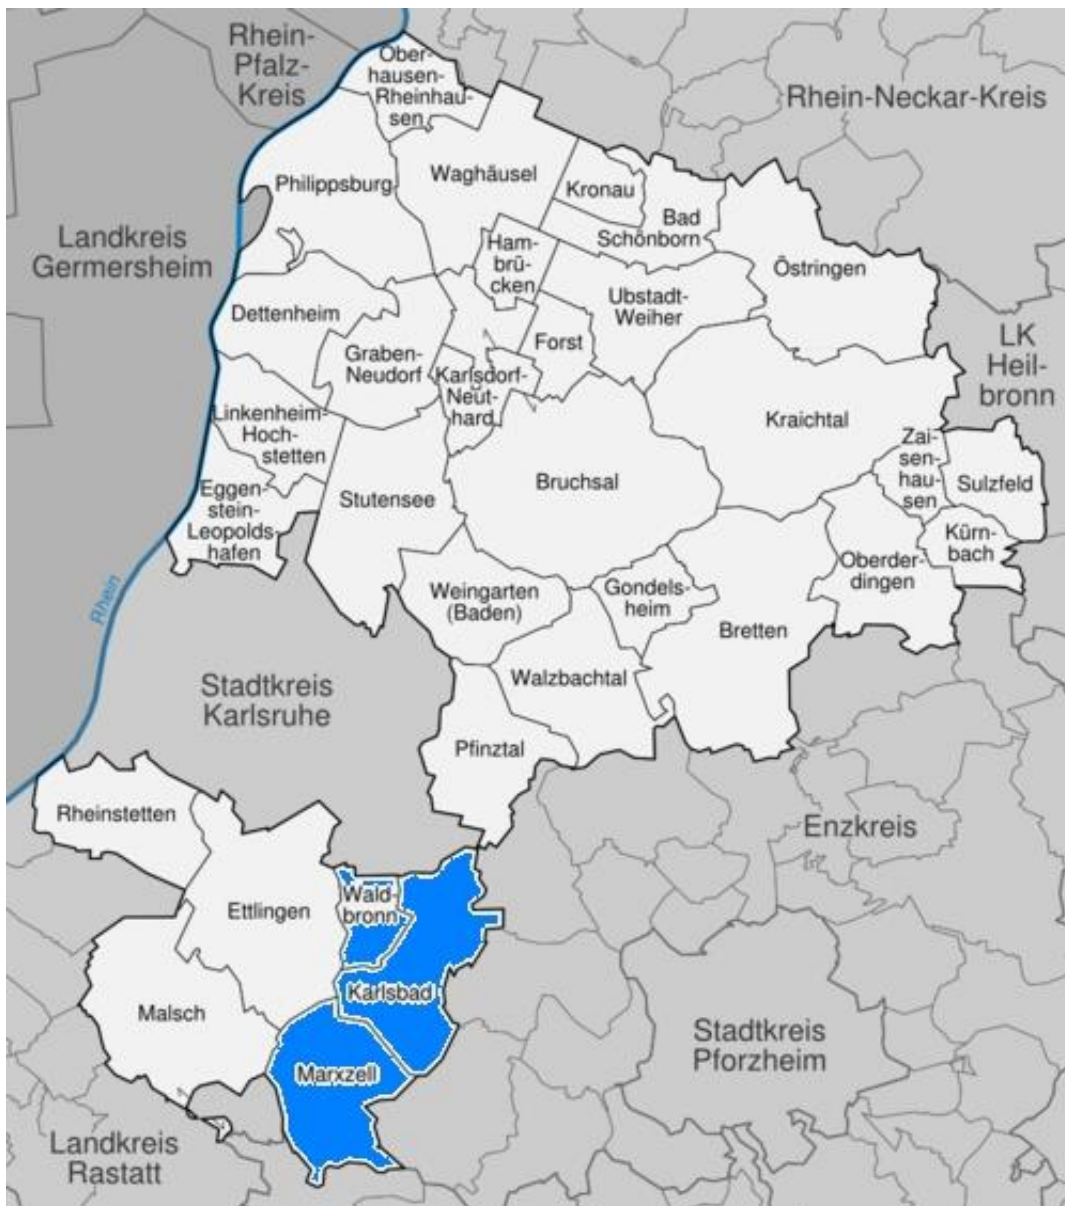 Rhein-
Pfalz-
Kreis
Ober-
hausen-
Rheinhau-
sen
Rhein-Neckar-Kreis
Philippsburg
Waghäusel
Kronau
Bad
Schönborn
Landkreis
Germersheim
Ham-
brü-
cken
Östringen
Dettenheim
Ubstadt-
Weiher
Forst
LK
Heil-
bronn
Graben-
Neudorf
Karlsdorf-
Neut-
hard
Linkenheim-
Hoch-
stetten
Kraichtal
Zai-
sen-
hau-
sen
Sulzfeld
Eggen-
stein-
Leopolds-
hafen
Stutensee
Bruchsal
Kürn-
bach
Oberder-
dingen
Rhein
Weingarten
(Baden)
Gondels-
heim
Bretten
Stadtkreis
Karlsruhe
Walzbachtal
Pfinztal
Rheinstetten
Enzkreis
Ettlingen
Wald-
bronn
Karlsbad
Malsch
Stadtkreis
Pforzheim
Marxzell
Landkreis
Rastatt